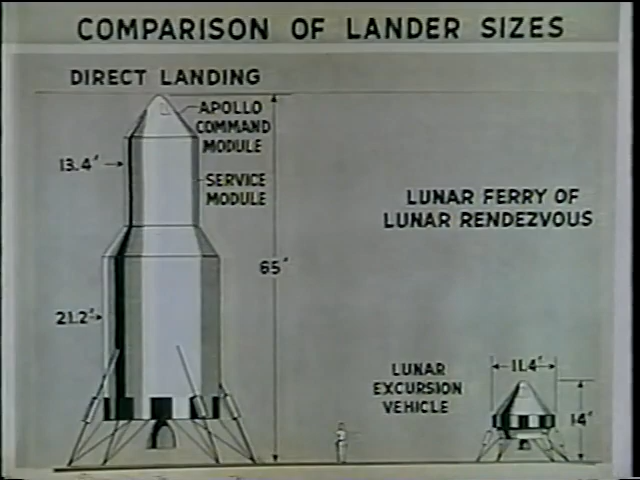 COMPARISON OF LANDER SIZES
DIRECT LANDING
APOLLO
COMMAND
MODULE
13.4'
SERVICE
MODULE
LUNAR FERRY OF
LUNAR RENDEZVOUS
65'
21.2'
LUNAR
EXCURSION
VEHICLE
11.4'
14'